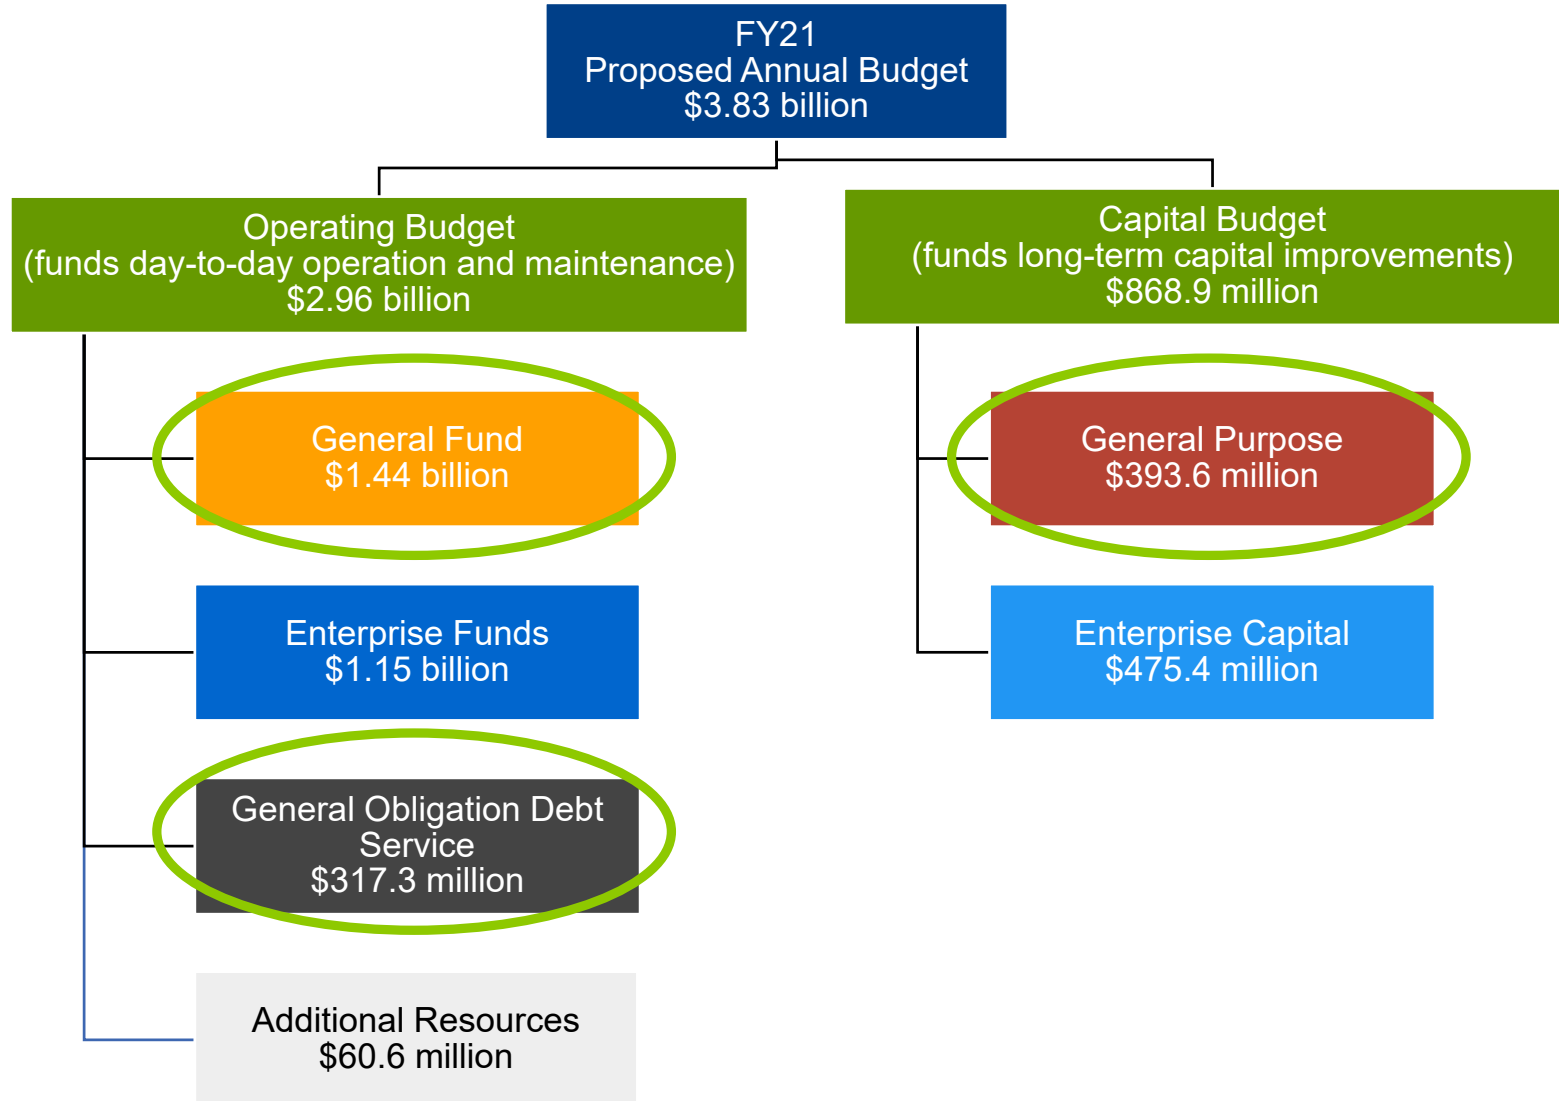 FY21
Proposed Annual Budget
$3.83 billion
Operating Budget
(funds day-to-day operation and maintenance)
$2.96 billion
Capital Budget
(funds long-term capital improvements)
$868.9 million
General Fund
$1.44 billion
General Purpose
$393.6 million
Enterprise Funds
$1.15 billion
Enterprise Capital
$475.4 million
General Obligation Debt
Service
$317.3 million
Additional Resources
$60.6 million